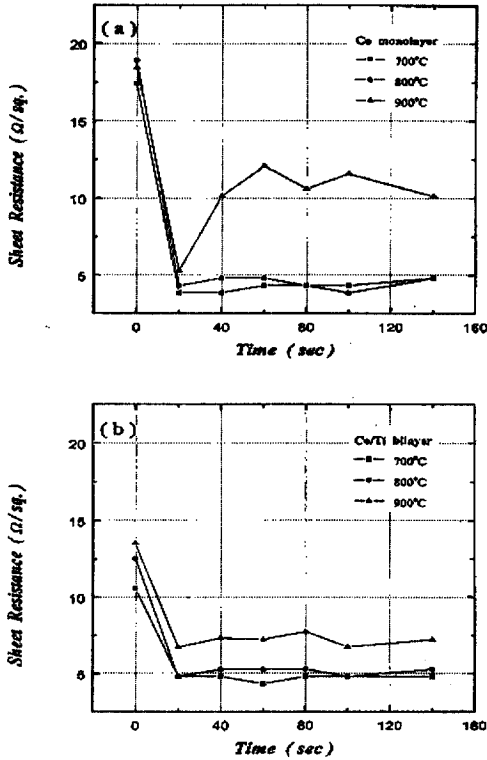 (a)
Co monolayer
700°C
800°C
900°C
20
15
10
5
Sheet Resistance (Ω/sq.)
0 40 80 120 160
Time (sec)
(b)
Co/Ti bilayer
700°C
800°C
900°C
20
15
10
5
Sheet Resistance (Ω/sq.)
0 40 80 120 160
Time (sec)